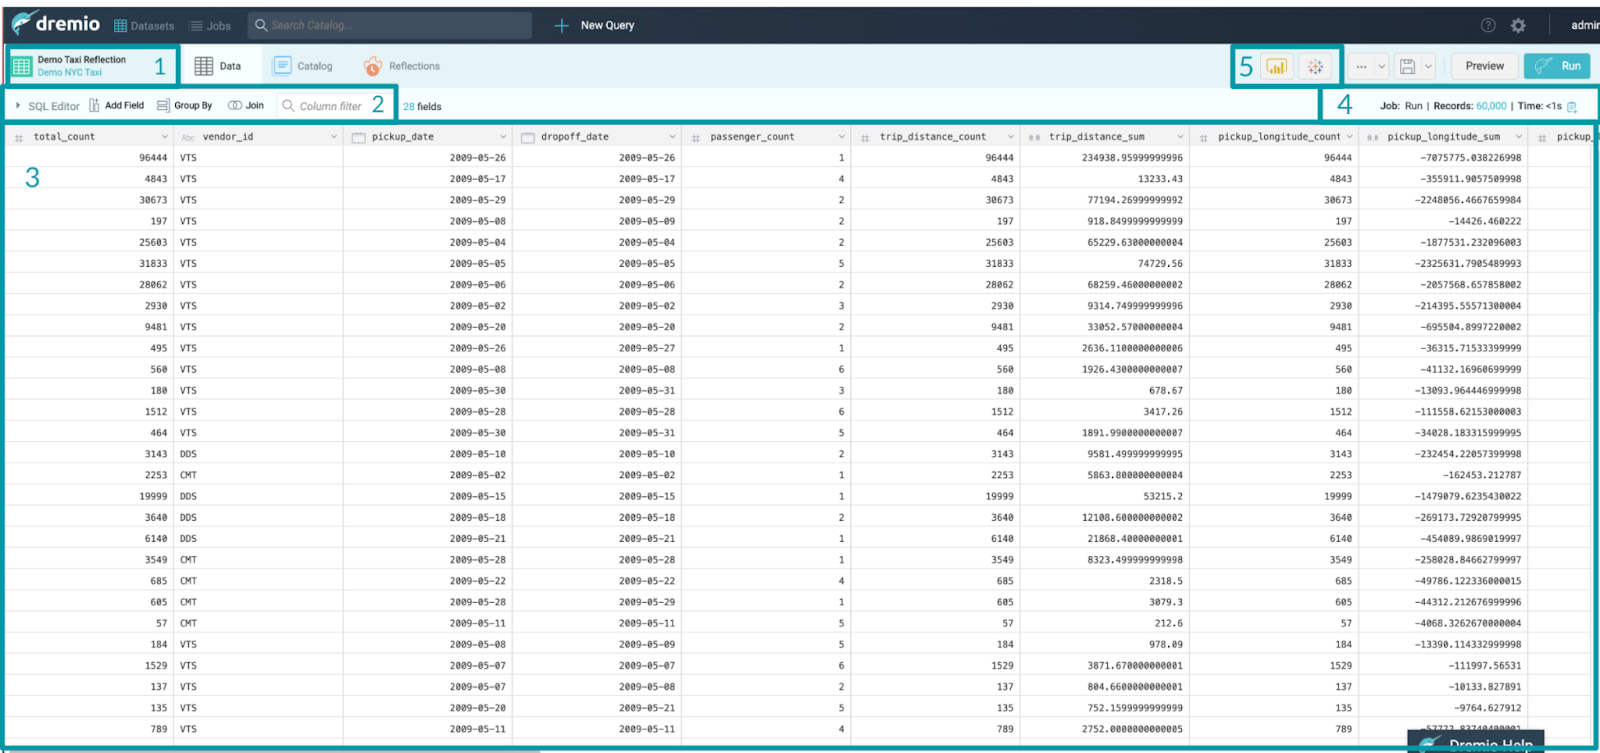 dremio Datasets Jobs Search Catalog... New Query admin
Demo Taxi Reflection
Demo NYC Taxi
1 Data Catalog Reflections 5 ... Preview Run
SQL Editor Add Field Group By Join Column filter 2 28 fields 4 Job: Run | Records: 60,000 | Time: <1s
# total_count Abc vendor_id pickup_date dropoff_date # passenger_count # trip_distance_count #.# trip_distance_sum # pickup_longitude_count #.# pickup_longitude_sum # pickup_
96444 VTS 2009-05-26 2009-05-26 1 96444 234938.95999999996 96444 -7075775.038226998
3
4843 VTS 2009-05-17 2009-05-17 4 4843 13233.43 4843 -355911.9057509998
30673 VTS 2009-05-29 2009-05-29 2 30673 77194.26999999992 30673 -2248056.4667659984
197 VTS 2009-05-08 2009-05-09 2 197 918.8499999999999 197 -14426.460222
25603 VTS 2009-05-04 2009-05-04 2 25603 65229.63000000004 25603 -1877531.232096003
31833 VTS 2009-05-05 2009-05-05 5 31833 74729.56 31833 -2325631.7905489993
28062 VTS 2009-05-06 2009-05-06 2 28062 68259.46000000002 28062 -2057568.657858002
2930 VTS 2009-05-02 2009-05-02 3 2930 9314.749999999996 2930 -214395.55571300004
9481 VTS 2009-05-20 2009-05-20 2 9481 33052.57000000004 9481 -695504.8997220002
495 VTS 2009-05-26 2009-05-27 1 495 2636.1100000000006 495 -36315.71533399999
560 VTS 2009-05-08 2009-05-08 6 560 1926.4300000000007 560 -41132.16960699999
180 VTS 2009-05-30 2009-05-31 3 180 678.67 180 -13093.964446999998
1512 VTS 2009-05-28 2009-05-28 6 1512 3417.26 1512 -111558.62153000003
464 VTS 2009-05-30 2009-05-31 5 464 1891.9900000000007 464 -34028.183315999995
3143 DDS 2009-05-10 2009-05-10 2 3143 9581.499999999995 3143 -232454.22057399998
2253 CMT 2009-05-02 2009-05-02 1 2253 5863.800000000004 2253 -162453.212787
19999 DDS 2009-05-15 2009-05-15 1 19999 53215.2 19999 -1479079.6235430022
3640 DDS 2009-05-18 2009-05-18 2 3640 12108.600000000002 3640 -269173.72920799995
6140 DDS 2009-05-21 2009-05-21 1 6140 21868.40000000001 6140 -454089.9869019997
3549 CMT 2009-05-28 2009-05-28 1 3549 8323.499999999998 3549 -258028.84662799997
685 CMT 2009-05-22 2009-05-22 4 685 2318.5 685 -49786.122336000015
605 CMT 2009-05-28 2009-05-29 1 605 3079.3 605 -44312.212676999996
57 CMT 2009-05-11 2009-05-11 5 57 212.6 57 -4068.3262670000004
184 VTS 2009-05-08 2009-05-09 5 184 978.09 184 -13390.114332999998
1529 VTS 2009-05-07 2009-05-07 6 1529 3871.670000000001 1529 -111997.56531
137 VTS 2009-05-07 2009-05-08 2 137 804.6600000000001 137 -10133.827891
135 VTS 2009-05-20 2009-05-21 5 135 752.1599999999999 135 -9764.627912
789 VTS 2009-05-11 2009-05-11 4 789 2752.0000000000005 789
Dremio Help